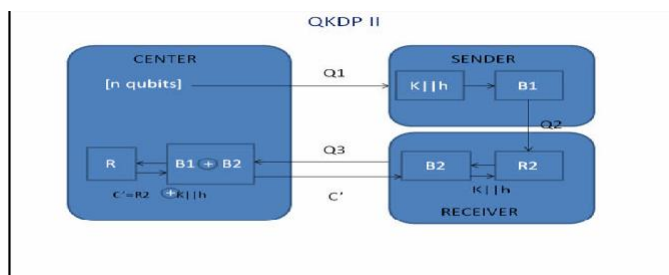 QKDP II
CENTER
[n qubits]
R
B1 + B2
C'=R2 +K||h
Q1
Q3
C'
SENDER
K||h
B1
Q2
B2
R2
K||h
RECEIVER